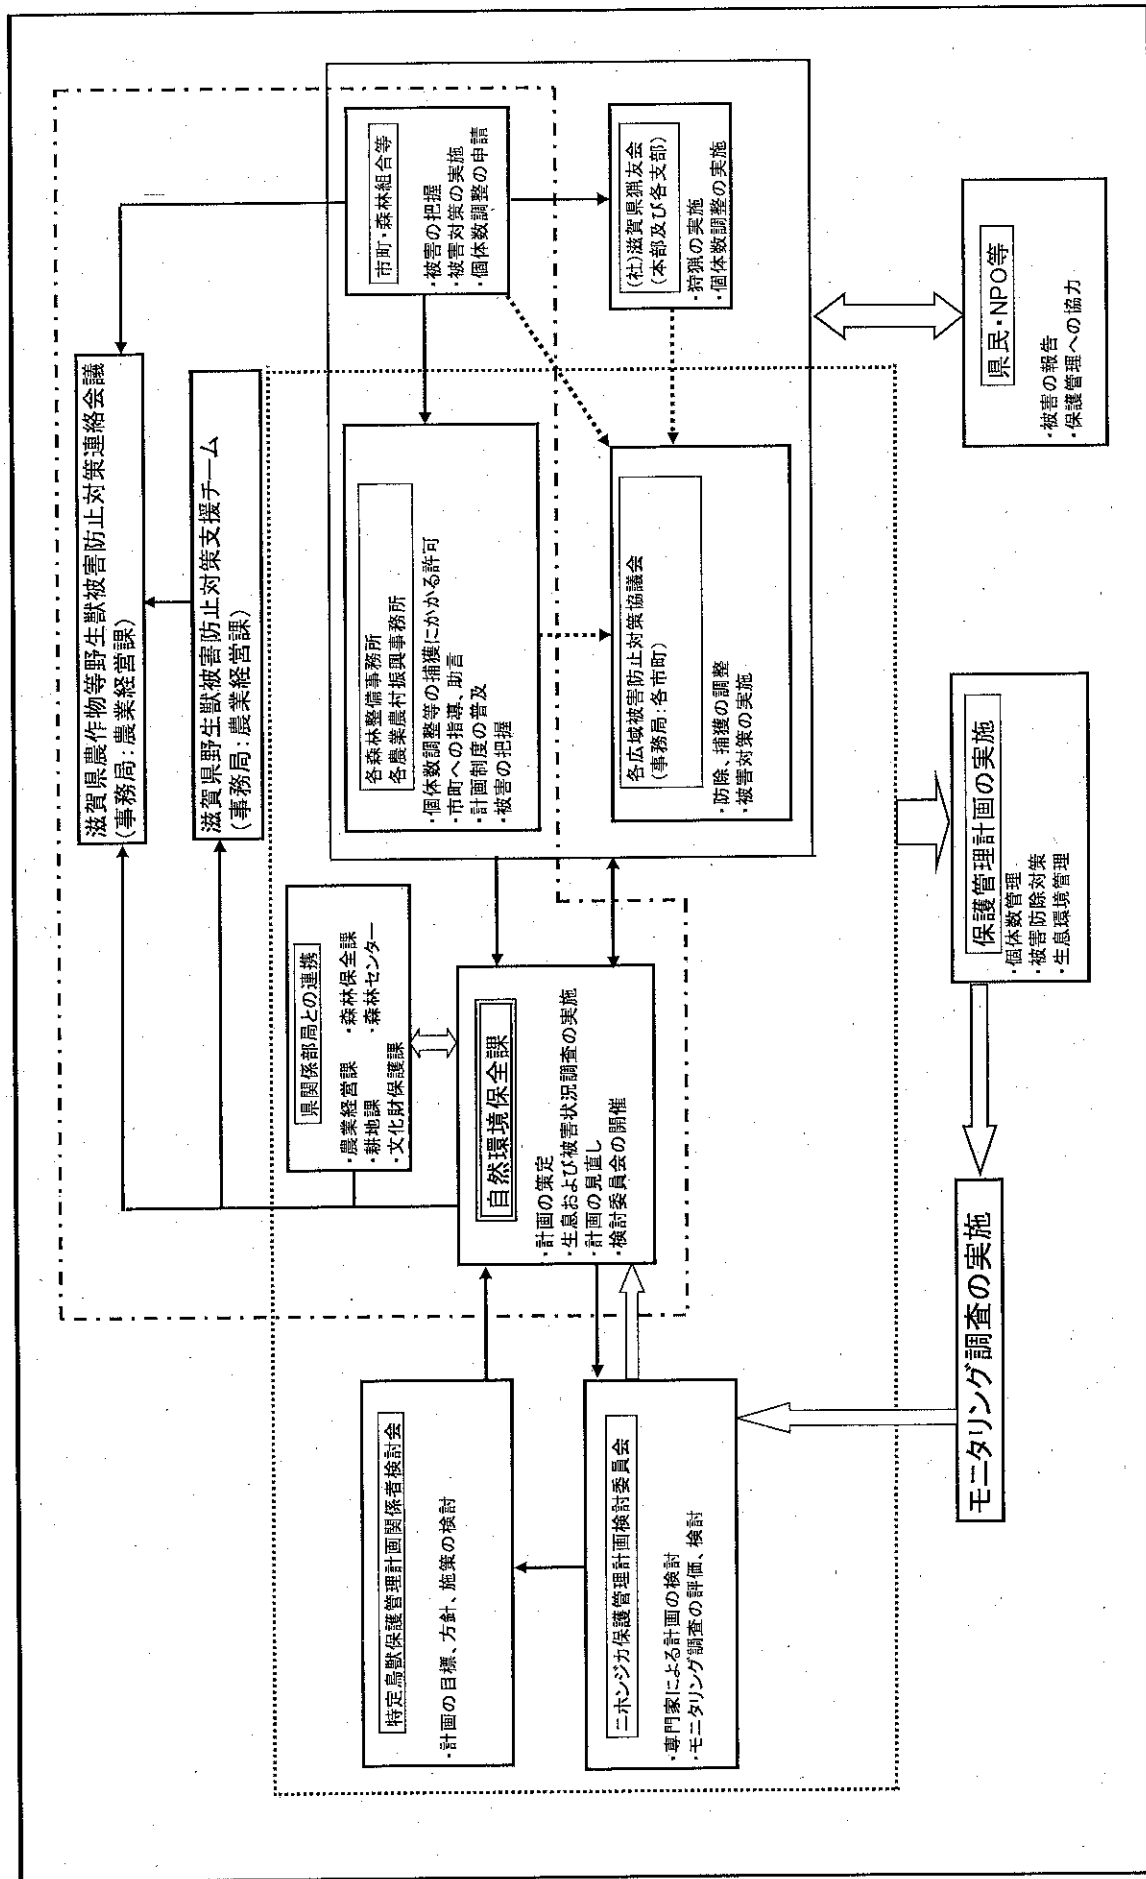 滋賀県農作物等野生獣被害防止対策連絡会議
(事務局:農業経営課)
滋賀県野生獣被害防止対策支援チーム
(事務局:農業経営課)
県関係部局との連携
・農業経営課 ・森林保全課
・耕地課 ・森林センター
・文化財保護課
特定鳥獣保護管理計画関係者検討会
・計画の目標、方針、施策の検討
自然環境保全課
・計画の策定
・生息および被害状況調査の実施
・計画の見直し
・検討委員会の開催
ニホンジカ保護管理計画検討委員会
・専門家による計画の検討
・モニタリング調査の評価、検討
各森林整備事務所
各農業農村振興事務所
・個体数調整等の捕獲にかかる許可
・市町への指導、助言
・計画制度の普及
・被害の把握
市町・森林組合等
・被害の把握
・被害対策の実施
・個体数調整の申請
各広域被害防止対策協議会
(事務局:各市町)
・防除、捕獲の調整
・被害対策の実施
(社)滋賀県猟友会
(本部及び各支部)
・狩猟の実施
・個体数調整の実施
モニタリング調査の実施
保護管理計画の実施
・個体数管理
・被害防除対策
・生息環境管理
県民・NPO等
・被害の報告
・保護管理への協力